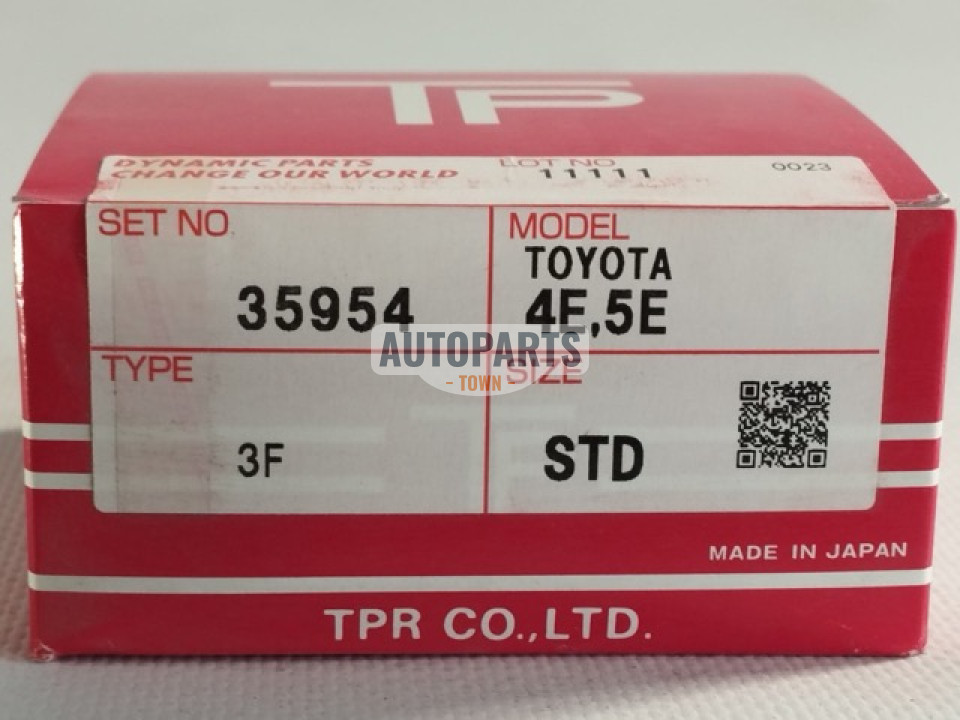 TP
DYNAMIC PARTS
CHANGE OUR WORLD
LOT NO
11111
0023
SET NO.
35954
MODEL
TOYOTA
4E,5E
AUTOPARTS
- TOWN -
TYPE
3F
SIZE
STD
MADE IN JAPAN
TPR CO.,LTD.